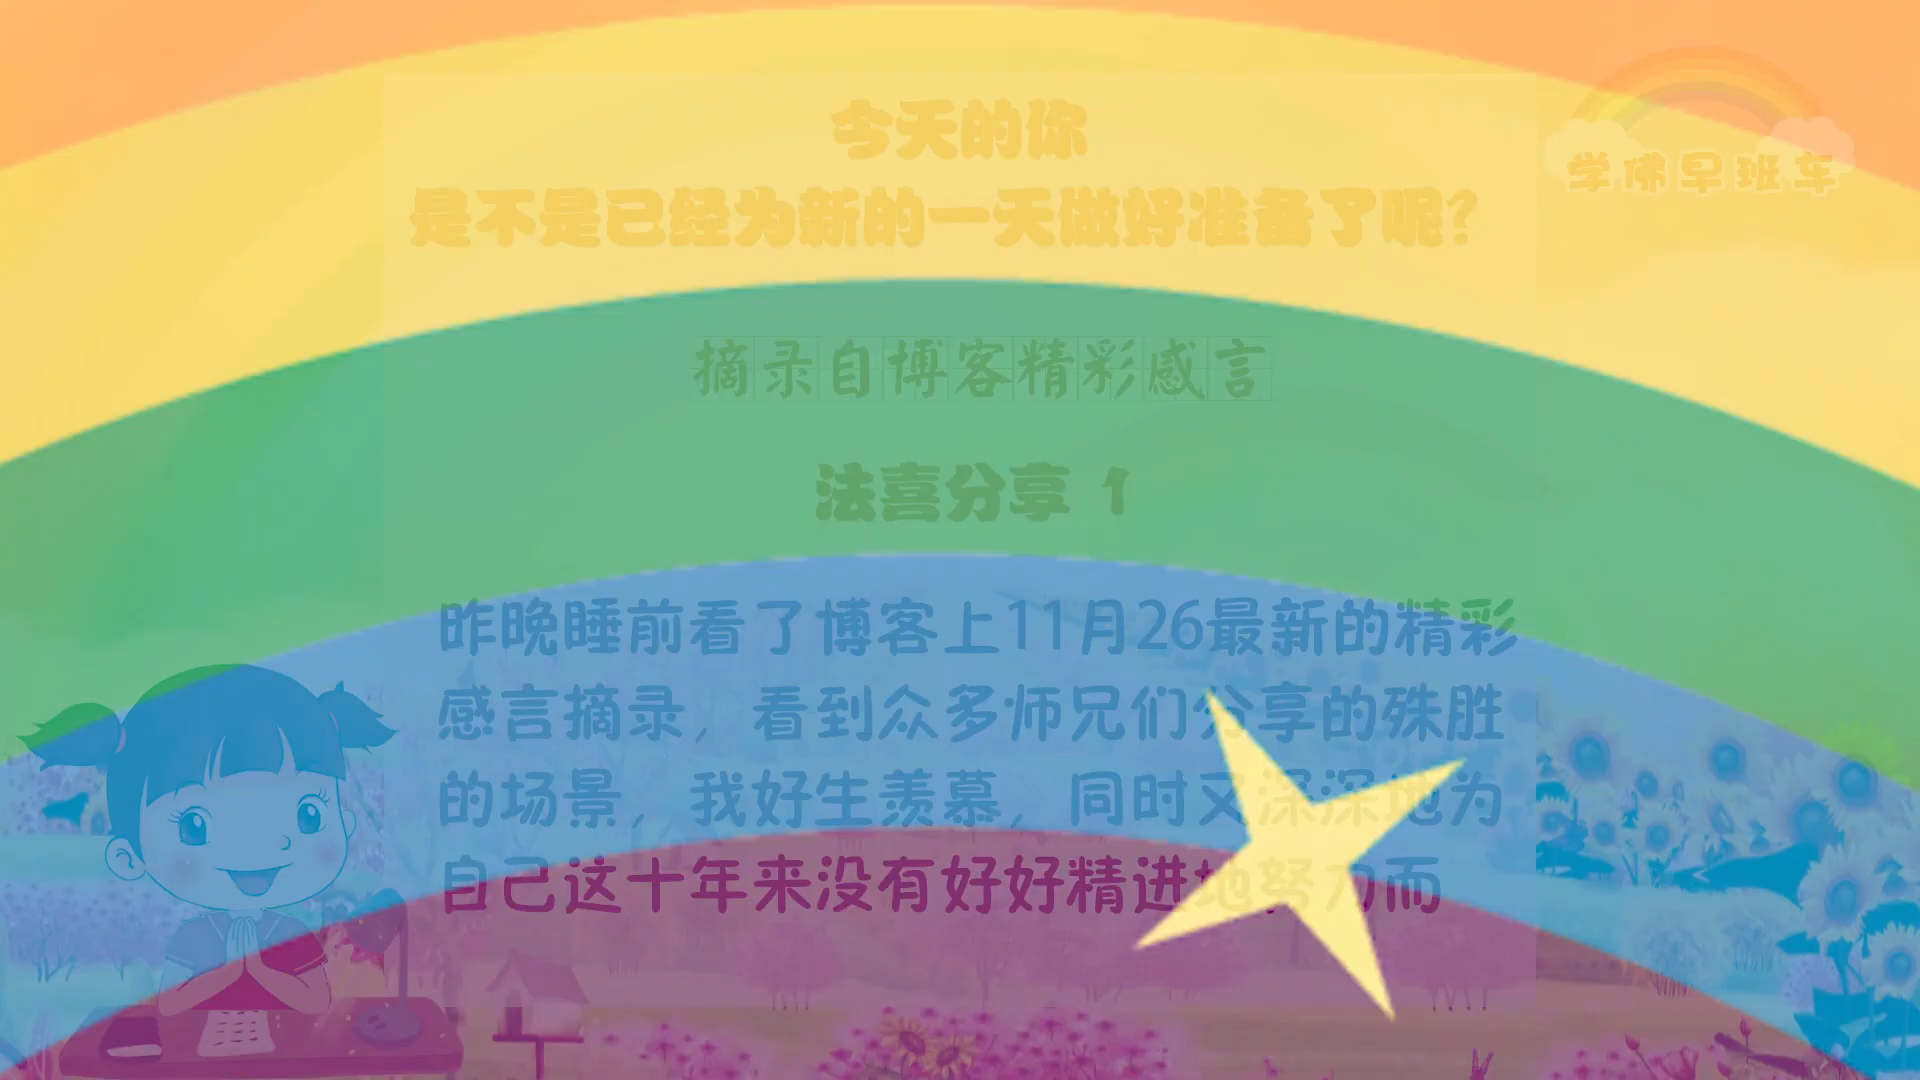 今天的你
学佛早班车
是不是已经为新的一天做好准备了呢?
摘录自博客精彩感言
法喜分享 1
昨晚睡前看了博客上11月26最新的精彩
感言摘录，看到众多师兄们分享的殊胜
的场景，我好生羡慕，同时又深深地为
自己这十年来没有好好精进地努力而